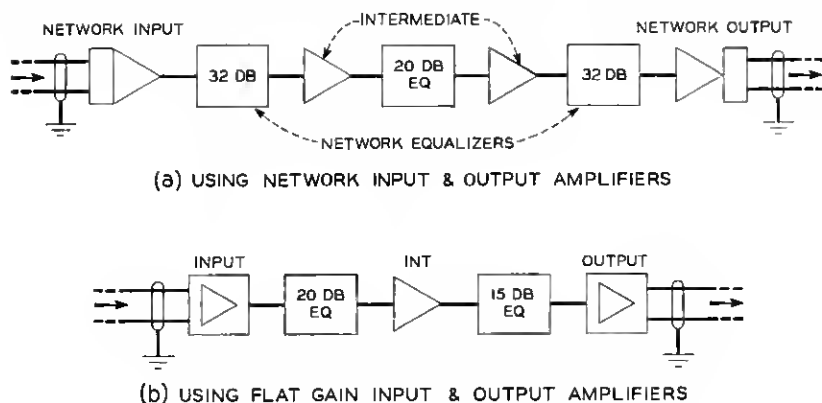 NETWORK INPUT
INTERMEDIATE
NETWORK OUTPUT
32 DB
20 DB
EQ
32 DB
NETWORK EQUALIZERS
(a) USING NETWORK INPUT & OUTPUT AMPLIFIERS
INPUT
INT
OUTPUT
20 DB
EQ
15 DB
EQ
(b) USING FLAT GAIN INPUT & OUTPUT AMPLIFIERS